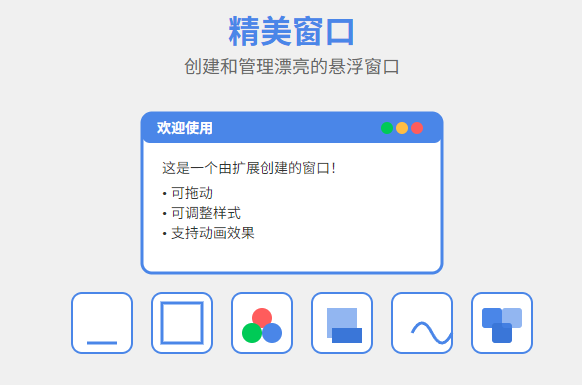 精美窗口
创建和管理漂亮的悬浮窗口
欢迎使用
这是一个由扩展创建的窗口!
• 可拖动
• 可调整样式
• 支持动画效果